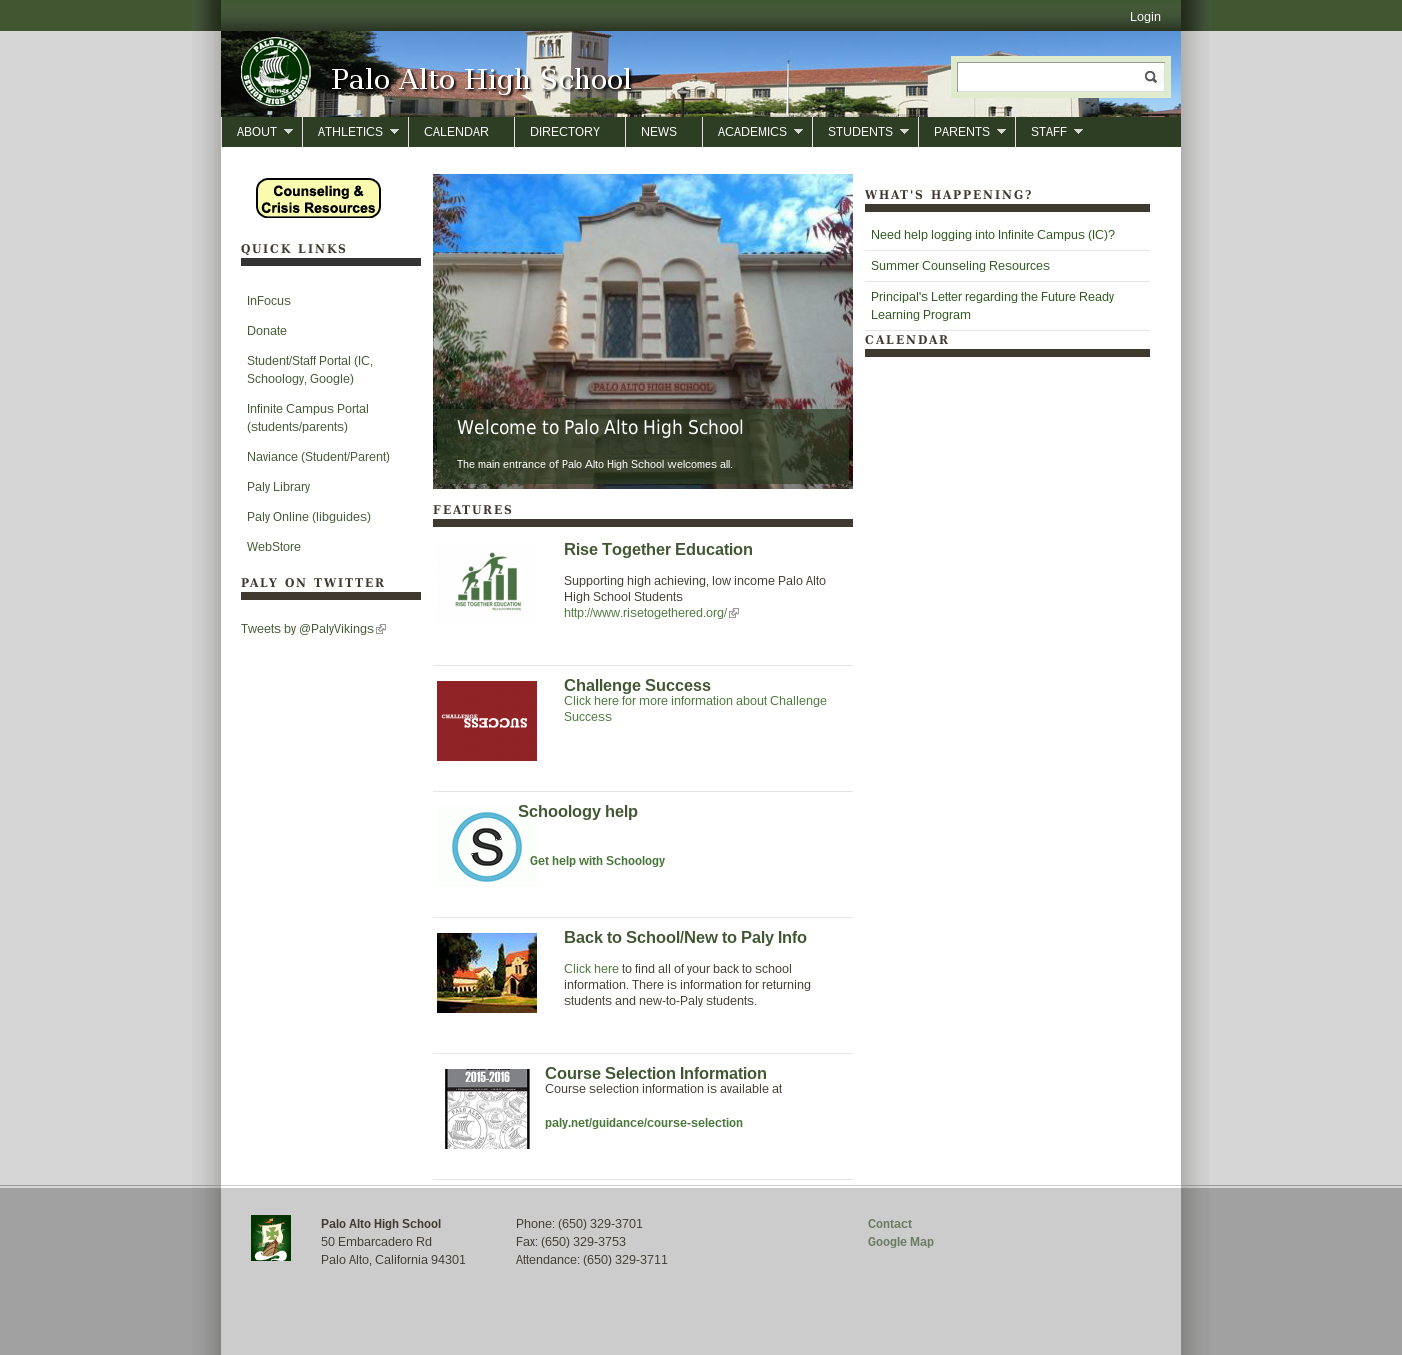 Login
PALO ALTO
Vikings
SENIOR HIGH SCHOOL
Palo Alto High School
ABOUT
ATHLETICS
CALENDAR
DIRECTORY
NEWS
ACADEMICS
STUDENTS
PARENTS
STAFF
Counseling &
Crisis Resources
QUICK LINKS
InFocus
Donate
Student/Staff Portal (IC,
Schoology, Google)
Infinite Campus Portal
(students/parents)
Naviance (Student/Parent)
Paly Library
Paly Online (libguides)
WebStore
PALY ON TWITTER
Tweets by @PalyVikings
PALO ALTO HIGH SCHOOL
Welcome to Palo Alto High School
The main entrance of Palo Alto High School welcomes all.
FEATURES
RISE TOGETHER EDUCATION
Rise Together Education
Supporting high achieving, low income Palo Alto
High School Students
http://www.risetogethered.org/
CHALLENGE
SUCCESS
Challenge Success
Click here for more information about Challenge
Success
S
Schoology help
Get help with Schoology
Back to School/New to Paly Info
Click here to find all of your back to school
information. There is information for returning
students and new-to-Paly students.
2015-2016
PALO ALTO
Course Selection Information
Course selection information is available at
paly.net/guidance/course-selection
WHAT'S HAPPENING?
Need help logging into Infinite Campus (IC)?
Summer Counseling Resources
Principal's Letter regarding the Future Ready
Learning Program
CALENDAR
Palo Alto High School
50 Embarcadero Rd
Palo Alto, California 94301
Phone: (650) 329-3701
Fax: (650) 329-3753
Attendance: (650) 329-3711
Contact
Google Map